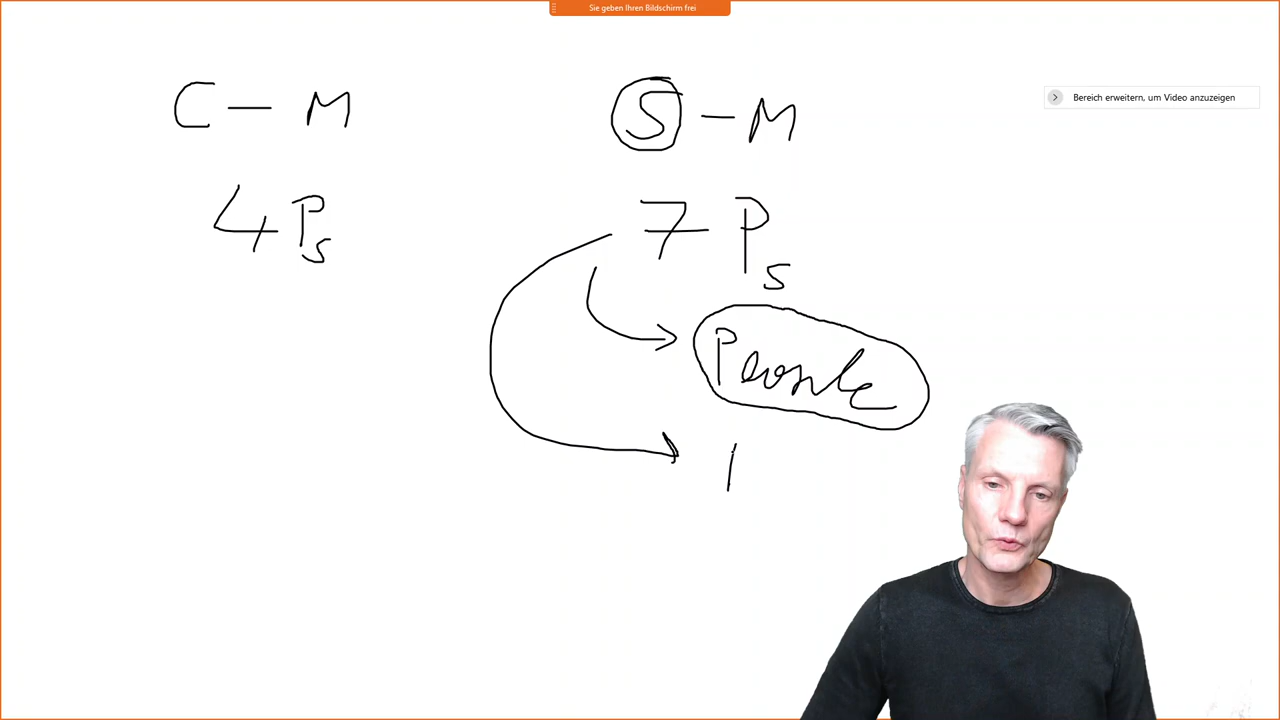 Sie geben Ihren Bildschirm frei
Bereich erweitern, um Video anzuzeigen
C – M
S – M
4 Ps
7 Ps
People